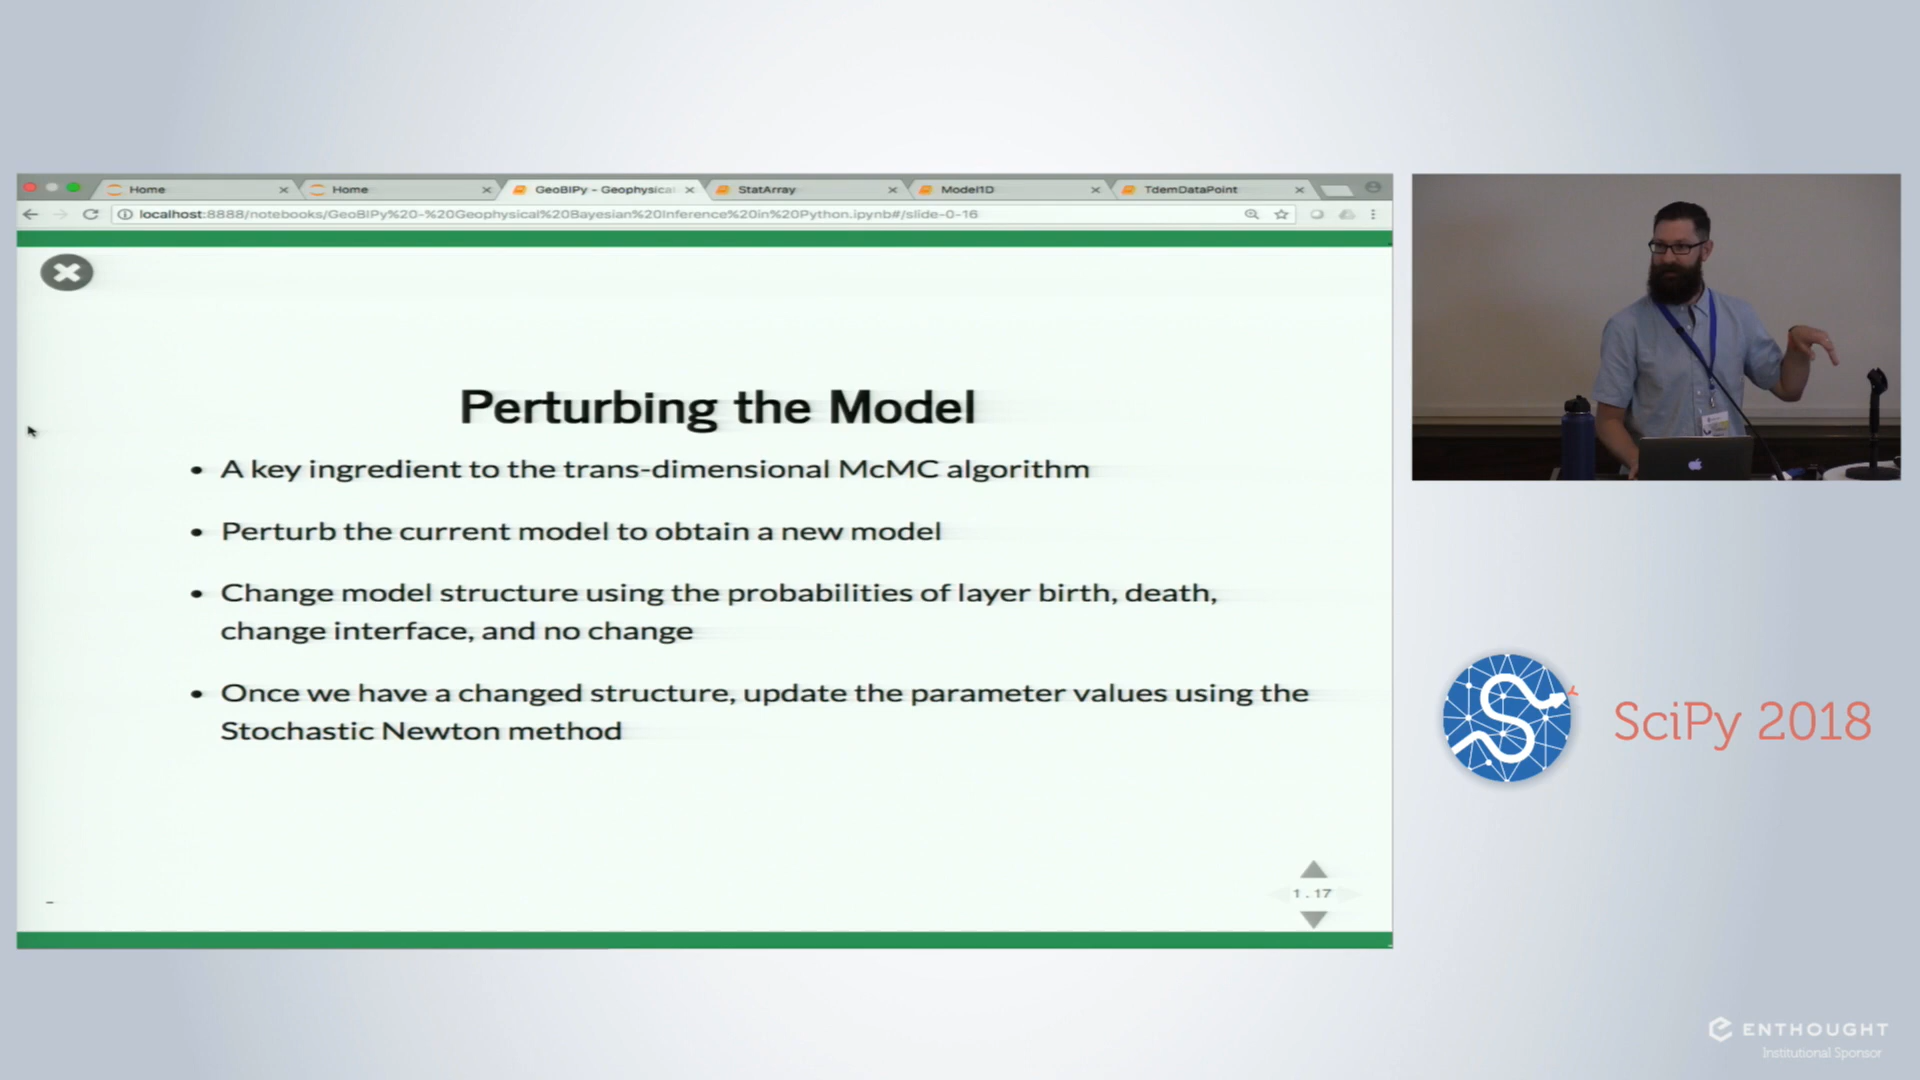 Home
Home
GeoBIPy - Geophysical
StatArray
Model1D
TdemDataPoint
localhost:8888/notebooks/GeoBIPy%20-%20Geophysical%20Bayesian%20Inference%20in%20Python.ipynb#/slide-0-16
Perturbing the Model
• A key ingredient to the trans-dimensional McMC algorithm
• Perturb the current model to obtain a new model
• Change model structure using the probabilities of layer birth, death,
change interface, and no change
• Once we have a changed structure, update the parameter values using the
Stochastic Newton method
1.17
SciPy 2018
ENTHOUGHT
Institutional Sponsor